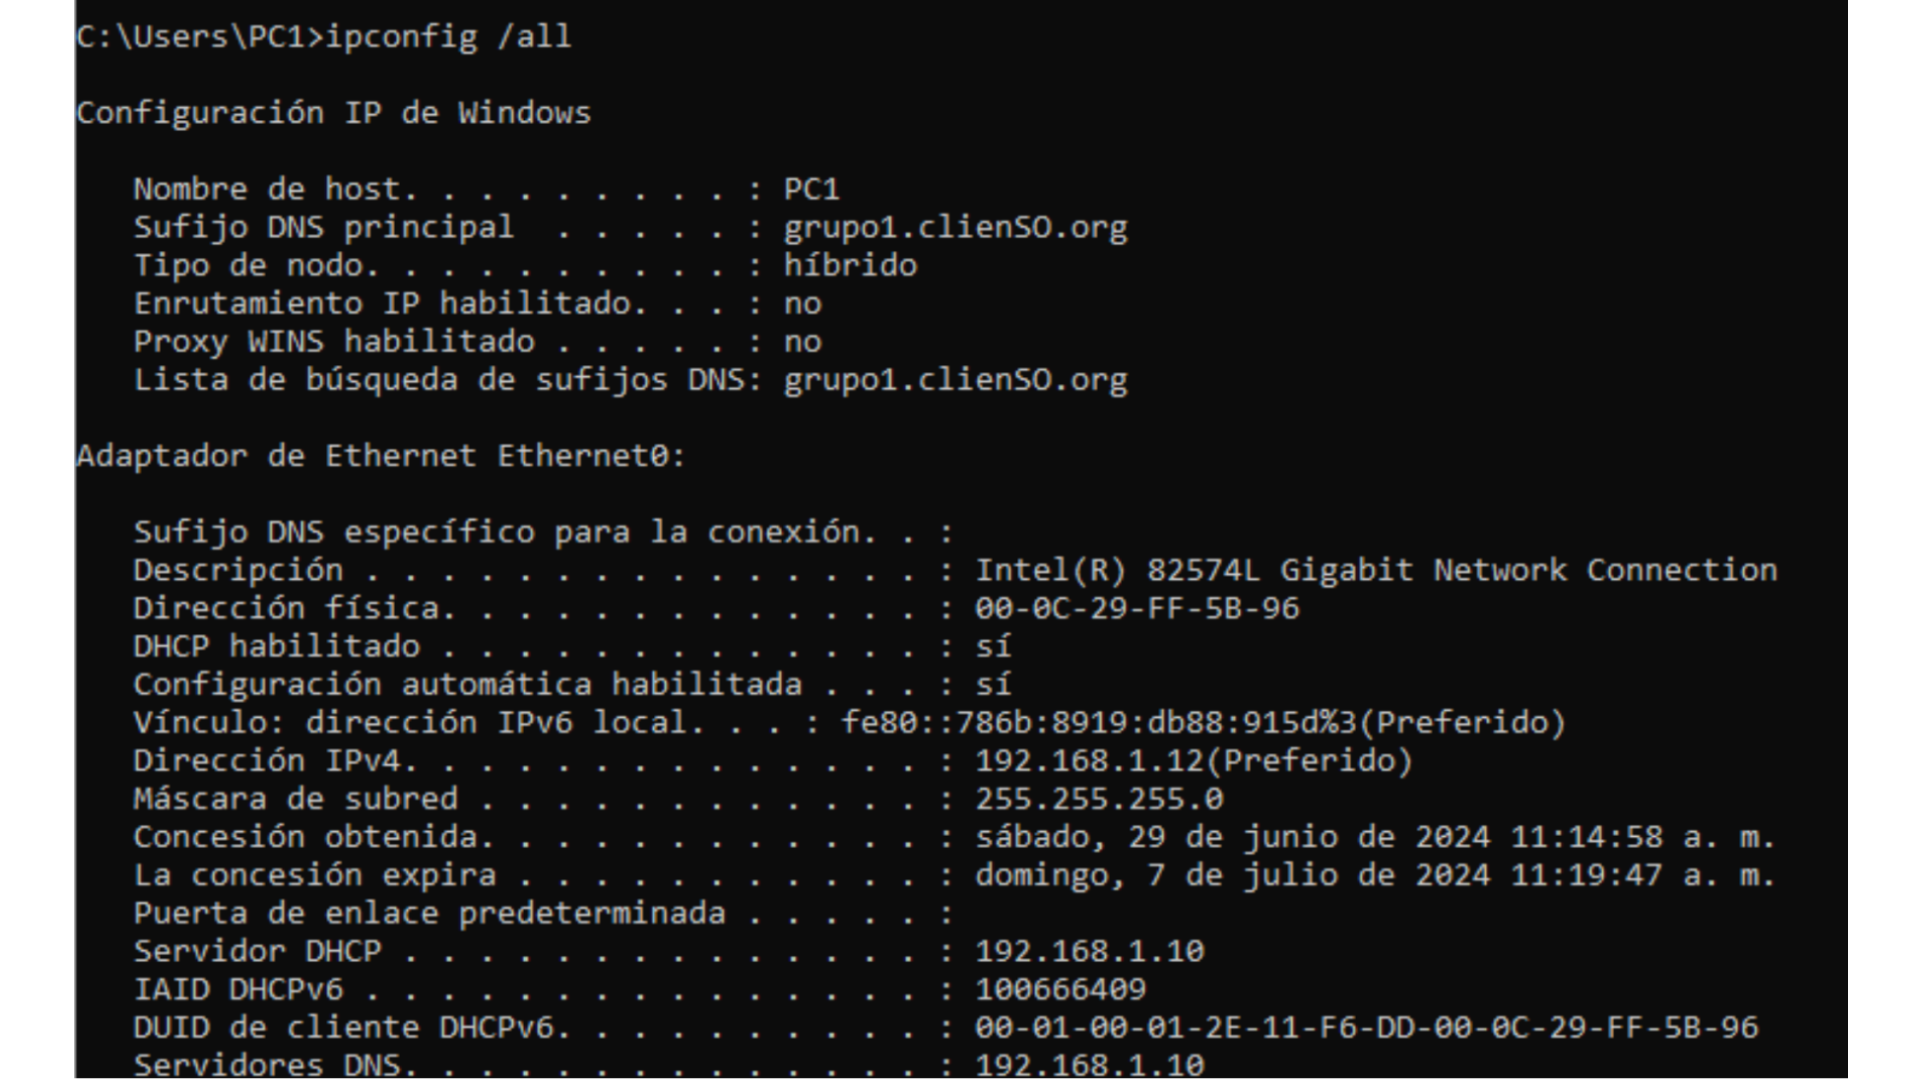 C:\Users\PC1>ipconfig /all
Configuración IP de Windows
Nombre de host. . . . . . . . . : PC1
Sufijo DNS principal  . . . . . : grupo1.clienSO.org
Tipo de nodo. . . . . . . . . . : híbrido
Enrutamiento IP habilitado. . . : no
Proxy WINS habilitado . . . . . : no
Lista de búsqueda de sufijos DNS: grupo1.clienSO.org
Adaptador de Ethernet Ethernet0:
Sufijo DNS específico para la conexión. . :
Descripción . . . . . . . . . . . . . . . : Intel(R) 82574L Gigabit Network Connection
Dirección física. . . . . . . . . . . . . : 00-0C-29-FF-5B-96
DHCP habilitado . . . . . . . . . . . . . : sí
Configuración automática habilitada . . . : sí
Vínculo: dirección IPv6 local. . . : fe80::786b:8919:db88:915d%3(Preferido)
Dirección IPv4. . . . . . . . . . . . . . : 192.168.1.12(Preferido)
Máscara de subred . . . . . . . . . . . . : 255.255.255.0
Concesión obtenida. . . . . . . . . . . . : sábado, 29 de junio de 2024 11:14:58 a. m.
La concesión expira . . . . . . . . . . . : domingo, 7 de julio de 2024 11:19:47 a. m.
Puerta de enlace predeterminada . . . . . :
Servidor DHCP . . . . . . . . . . . . . . : 192.168.1.10
IAID DHCPv6 . . . . . . . . . . . . . . . : 100666409
DUID de cliente DHCPv6. . . . . . . . . . : 00-01-00-01-2E-11-F6-DD-00-0C-29-FF-5B-96
Servidores DNS. . . . . . . . . . . . . . : 192.168.1.10